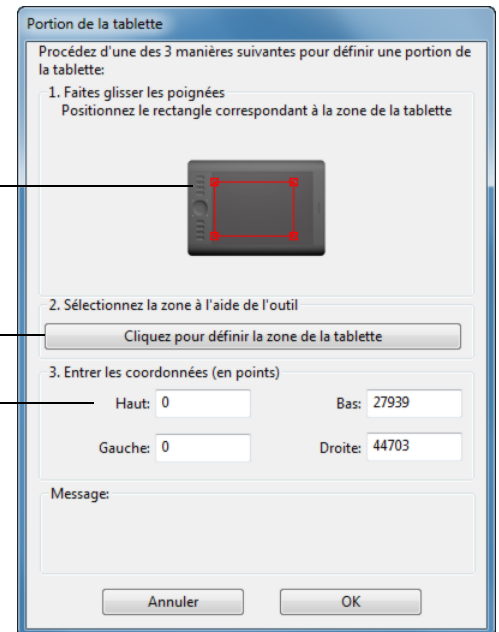 Portion de la tablette
Procédez d'une des 3 manières suivantes pour définir une portion de
la tablette:
1. Faites glisser les poignées
Positionnez le rectangle correspondant à la zone de la tablette
2. Sélectionnez la zone à l'aide de l'outil
Cliquez pour définir la zone de la tablette
3. Entrer les coordonnées (en points)
Haut: 0 Bas: 27939
Gauche: 0 Droite: 44703
Message:
Annuler OK